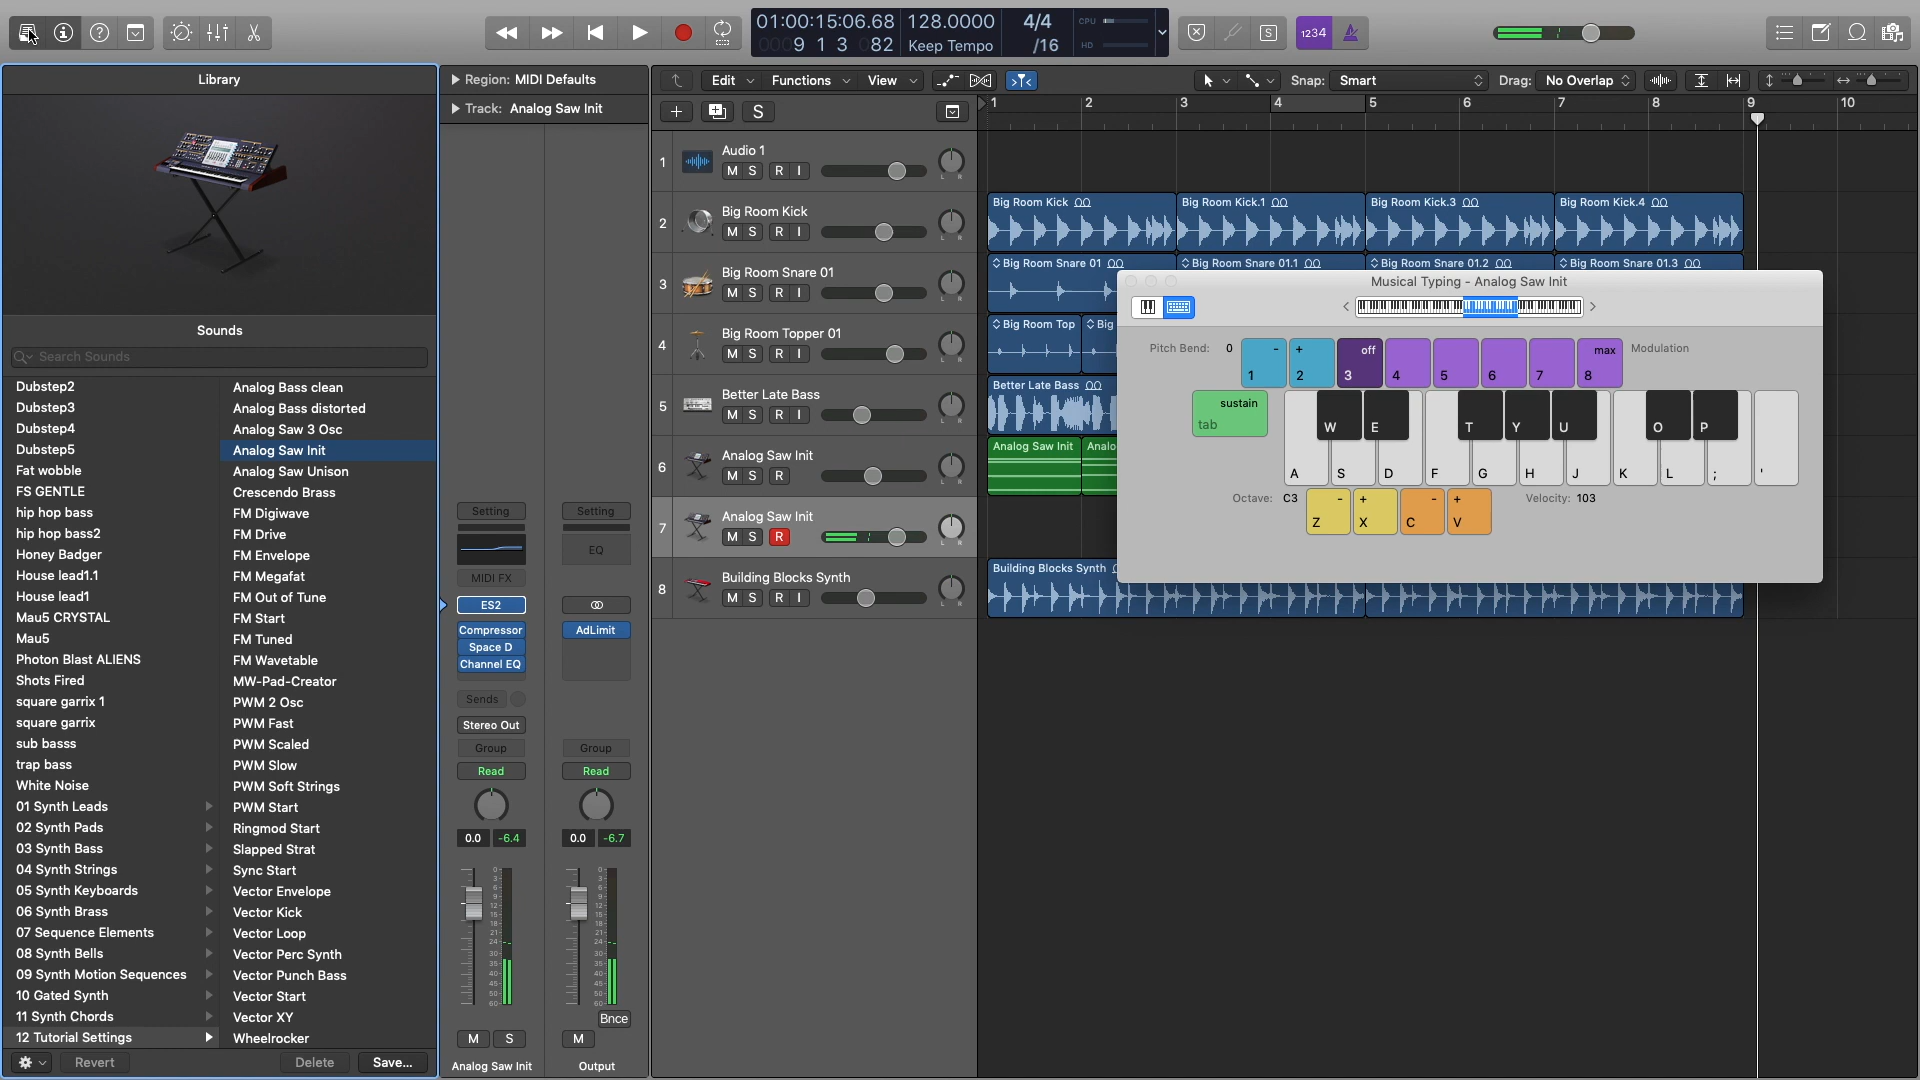 01:00:15:06.68
0009 1 3 082
128.0000
Keep Tempo
4/4
/16
CPU
HD
1234
Library
Region: MIDI Defaults
Track: Analog Saw Init
Edit
Functions
View
Snap: Smart
Drag: No Overlap
S
1 2 3 4 5 6 7 8 9 10
Sounds
Search Sounds
Dubstep2
Dubstep3
Dubstep4
Dubstep5
Fat wobble
FS GENTLE
hip hop bass
hip hop bass2
Honey Badger
House lead1.1
House lead1
Mau5 CRYSTAL
Mau5
Photon Blast ALIENS
Shots Fired
square garrix 1
square garrix
sub basss
trap bass
White Noise
01 Synth Leads
02 Synth Pads
03 Synth Bass
04 Synth Strings
05 Synth Keyboards
06 Synth Brass
07 Sequence Elements
08 Synth Bells
09 Synth Motion Sequences
10 Gated Synth
11 Synth Chords
12 Tutorial Settings
Analog Bass clean
Analog Bass distorted
Analog Saw 3 Osc
Analog Saw Init
Analog Saw Unison
Crescendo Brass
FM Digiwave
FM Drive
FM Envelope
FM Megafat
FM Out of Tune
FM Start
FM Tuned
FM Wavetable
MW-Pad-Creator
PWM 2 Osc
PWM Fast
PWM Scaled
PWM Slow
PWM Soft Strings
PWM Start
Ringmod Start
Slapped Strat
Sync Start
Vector Envelope
Vector Kick
Vector Loop
Vector Perc Synth
Vector Punch Bass
Vector Start
Vector XY
Wheelrocker
Revert
Delete
Save...
Setting
MIDI FX
ES2
Compressor
Space D
Channel EQ
Sends
Stereo Out
Group
Read
0.0 -6.4
M S
Analog Saw Init
Setting
EQ
AdLimit
Group
Read
0.0 -6.7
Bnce
M
Output
1 Audio 1
M S R I
2 Big Room Kick
M S R I
3 Big Room Snare 01
M S R I
4 Big Room Topper 01
M S R I
5 Better Late Bass
M S R I
6 Analog Saw Init
M S R
7 Analog Saw Init
M S R
8 Building Blocks Synth
M S R I
Big Room Kick
Big Room Kick.1
Big Room Kick.3
Big Room Kick.4
Big Room Snare 01
Big Room Snare 01.1
Big Room Snare 01.2
Big Room Snare 01.3
Big Room Top
Big
Better Late Bass
Analog Saw Init
Analo
Building Blocks Synth
Musical Typing - Analog Saw Init
Pitch Bend: 0
- +
off
max
Modulation
1 2 3 4 5 6 7 8
sustain
tab
W E T Y U O P
A S D F G H J K L ; '
Octave: C3
- + - +
Z X C V
Velocity: 103